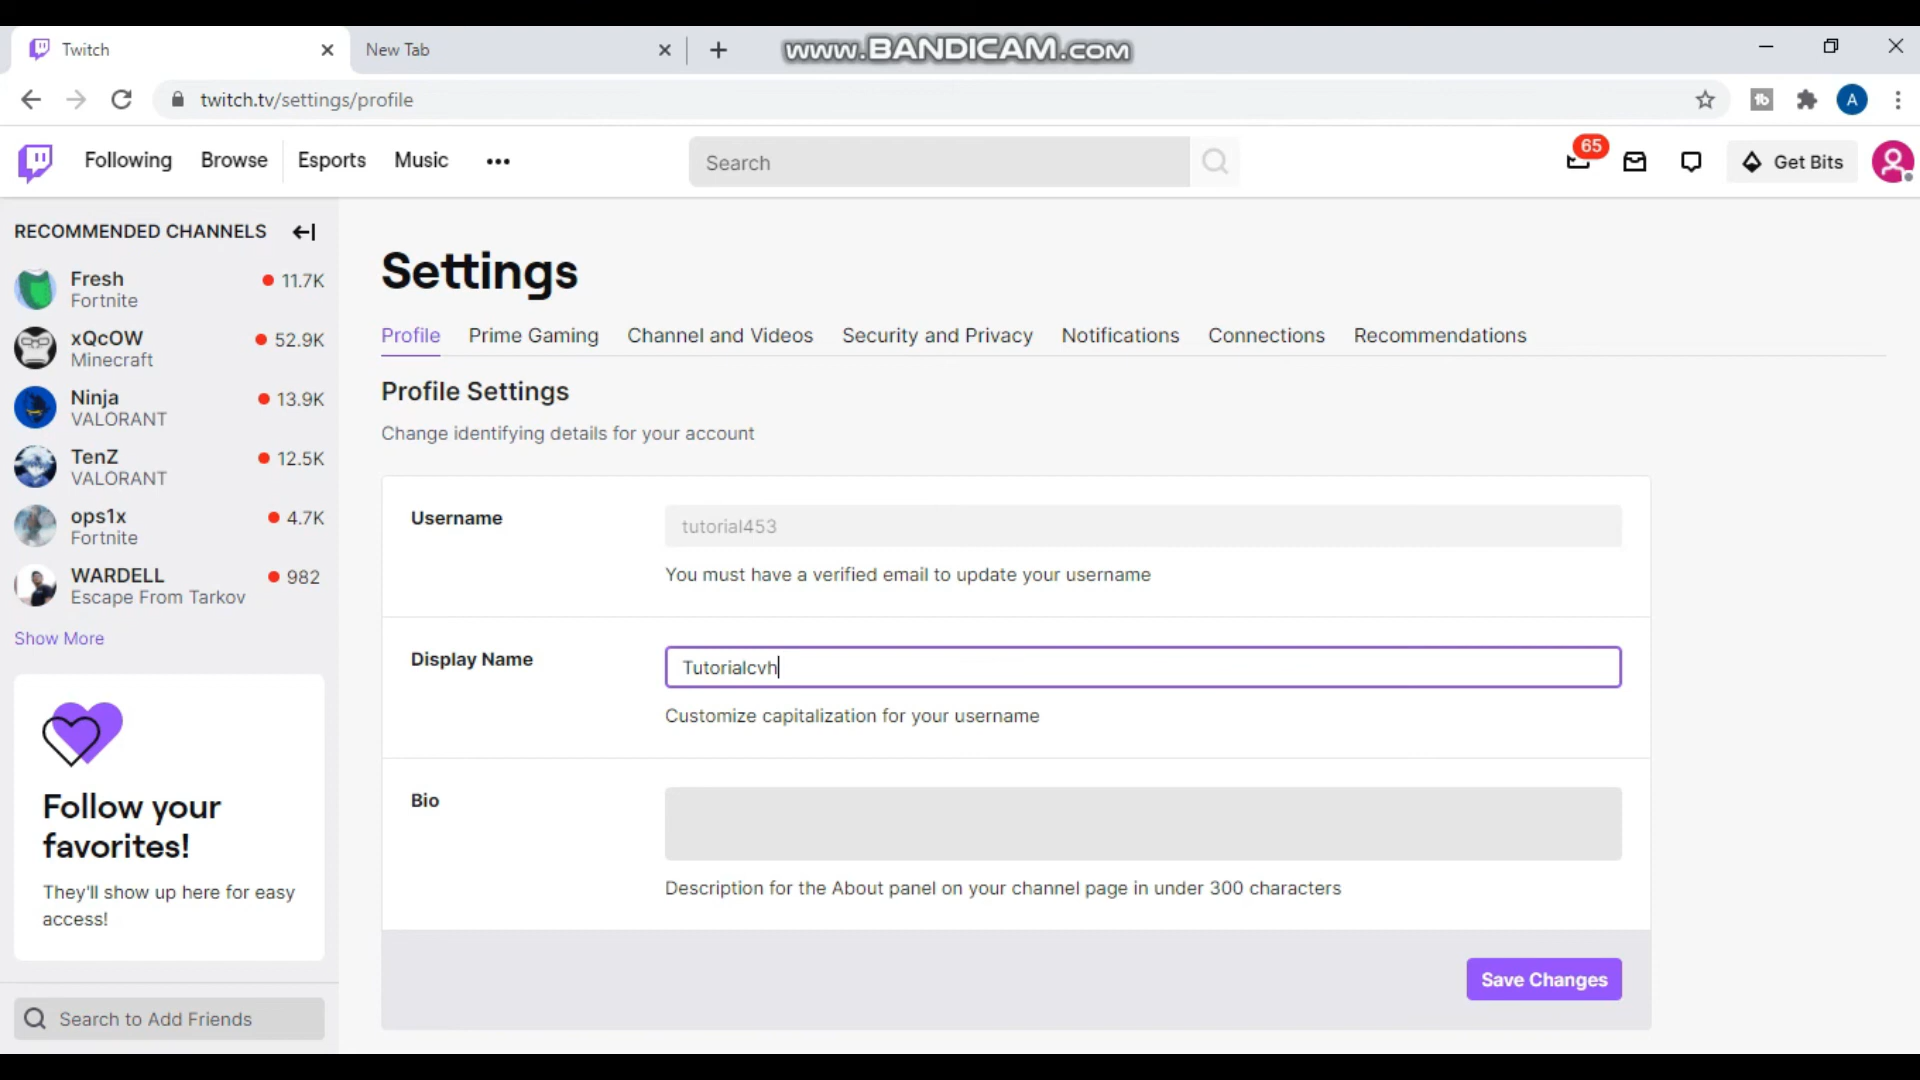 Twitch
New Tab
www.BANDICAM.com
twitch.tv/settings/profile
A
Following
Browse
Esports
Music
Search
65
Get Bits
RECOMMENDED CHANNELS
Fresh
11.7K
Fortnite
xQcOW
52.9K
Minecraft
Ninja
13.9K
VALORANT
TenZ
12.5K
VALORANT
ops1x
4.7K
Fortnite
WARDELL
982
Escape From Tarkov
Show More
Follow your
favorites!
They'll show up here for easy
access!
Search to Add Friends
Settings
Profile
Prime Gaming
Channel and Videos
Security and Privacy
Notifications
Connections
Recommendations
Profile Settings
Change identifying details for your account
Username
tutorial453
You must have a verified email to update your username
Display Name
Tutorialcvh
Customize capitalization for your username
Bio
Description for the About panel on your channel page in under 300 characters
Save Changes